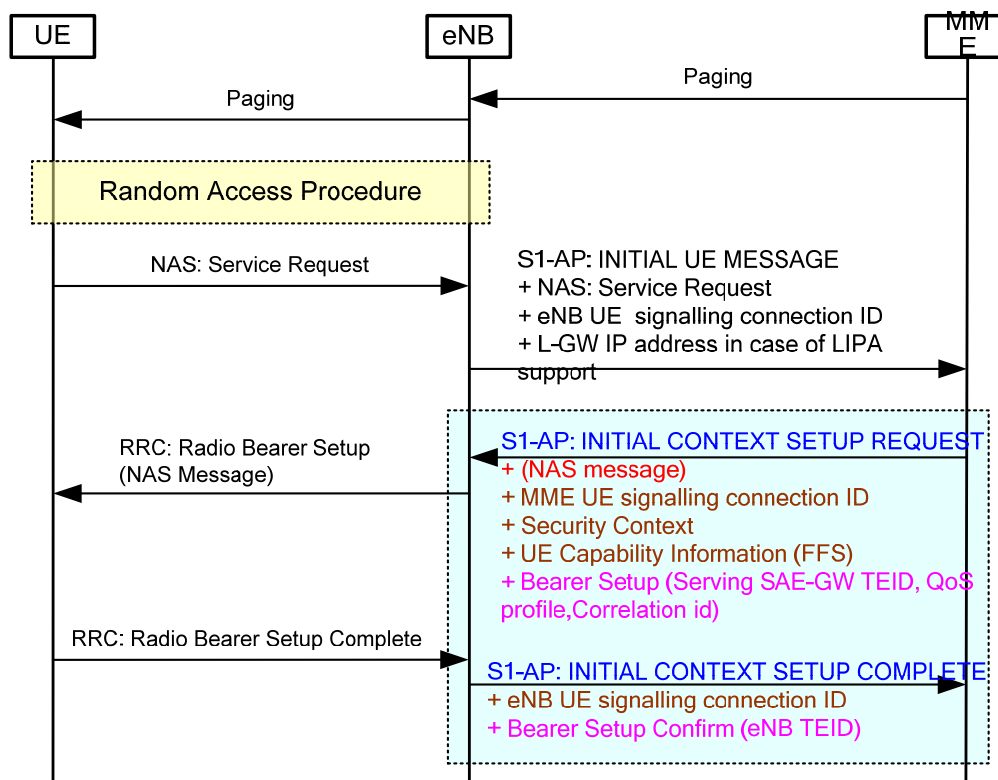 UE
eNB
MM
E
Paging
Paging
Random Access Procedure
NAS: Service Request
S1-AP: INITIAL UE MESSAGE
+ NAS: Service Request
+ eNB UE  signalling connection ID
+ L-GW IP address in case of LIPA
support
RRC: Radio Bearer Setup
(NAS Message)
S1-AP: INITIAL CONTEXT SETUP REQUEST
+ (NAS message)
+ MME UE signalling connection ID
+ Security Context
+ UE Capability Information (FFS)
+ Bearer Setup (Serving SAE-GW TEID, QoS
profile,Correlation id)
RRC: Radio Bearer Setup Complete
S1-AP: INITIAL CONTEXT SETUP COMPLETE
+ eNB UE signalling connection ID
+ Bearer Setup Confirm (eNB TEID)